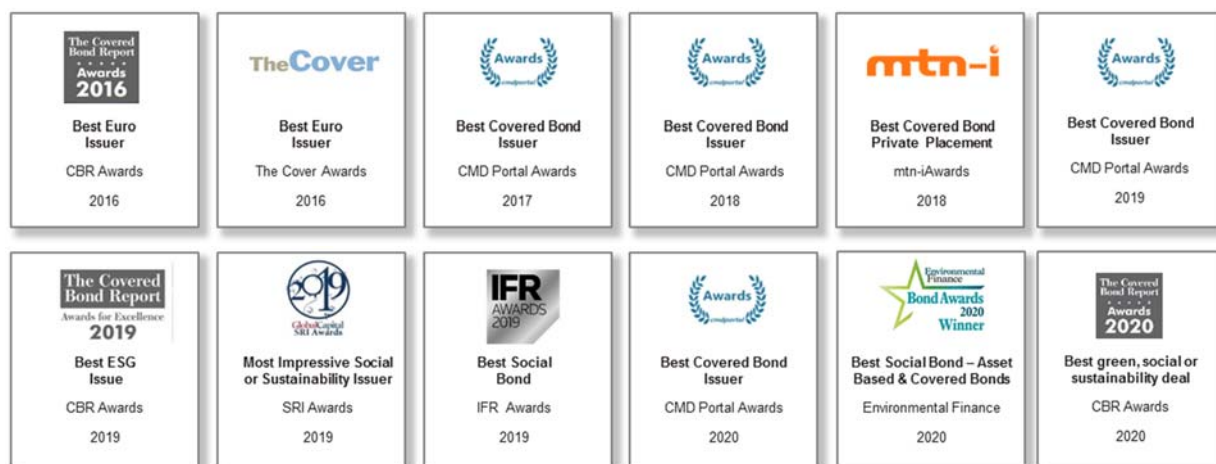 The Covered
Bond Report
Awards
2016
Best Euro
Issuer
CBR Awards
2016
TheCover
Best Euro
Issuer
The Cover Awards
2016
Awards
cmdportal
Best Covered Bond
Issuer
CMD Portal Awards
2017
Awards
cmdportal
Best Covered Bond
Issuer
CMD Portal Awards
2018
mtn-i
Best Covered Bond
Private Placement
mtn-iAwards
2018
Awards
cmdportal
Best Covered Bond
Issuer
CMD Portal Awards
2019
The Covered
Bond Report
Awards for Excellence
2019
Best ESG
Issue
CBR Awards
2019
2019
GlobalCapital
SRI Awards
Most Impressive Social
or Sustainability Issuer
SRI Awards
2019
IFR
AWARDS
2019
Best Social
Bond
IFR Awards
2019
Awards
cmdportal
Best Covered Bond
Issuer
CMD Portal Awards
2020
Environmental
Finance
Bond Awards
2020
Winner
Best Social Bond – Asset
Based & Covered Bonds
Environmental Finance
2020
The Covered
Bond Report
Awards
2020
Best green, social or
sustainability deal
CBR Awards
2020